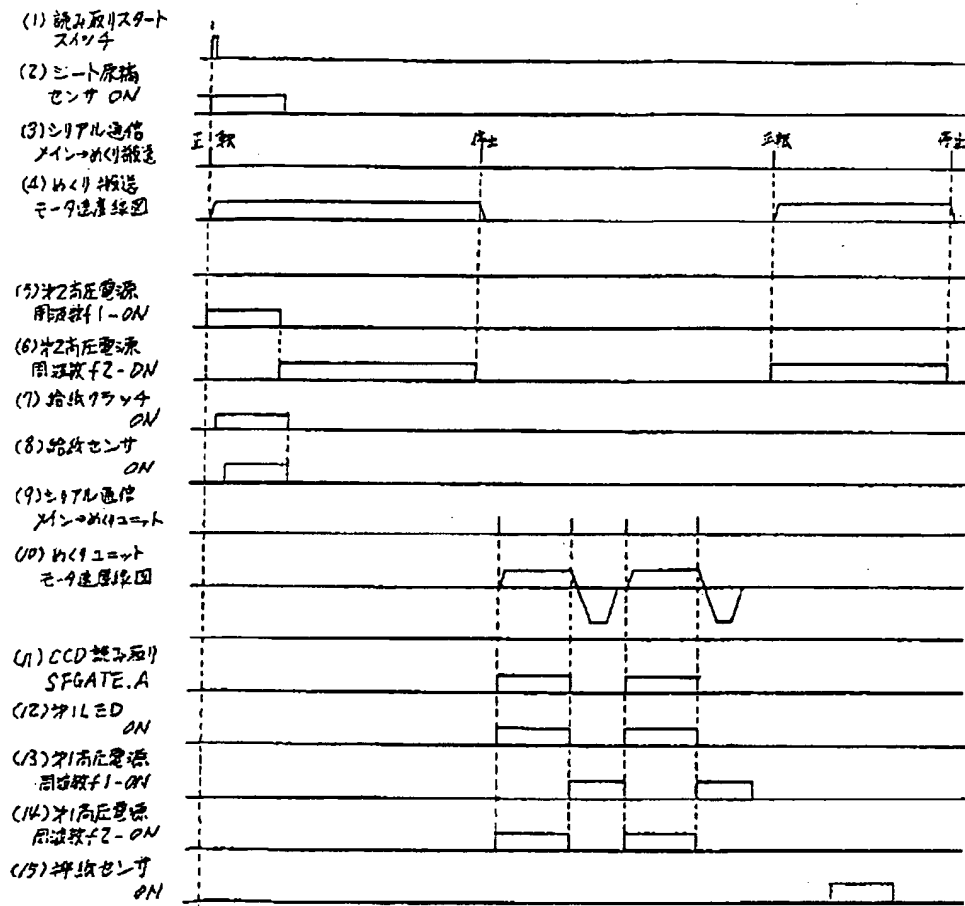 (1) 読み取りスタート
スイッチ
(2) シート原稿
センサ ON
(3) シリアル通信
メイン→めくり搬送
正転
停止
正転
停止
(4) めくり搬送
モータ速度線図
(5) 第2高圧電源
周波数f1-ON
(6) 第2高圧電源
周波数f2-ON
(7) 給紙クラッチ
ON
(8) 給紙センサ
ON
(9) シリアル通信
メイン→めくりユニット
(10) めくりユニット
モータ速度線図
(11) CCD読み取り
SFGATE.A
(12) 第1LED
ON
(13) 第1高圧電源
周波数f1-ON
(14) 第1高圧電源
周波数f2-ON
(15) 排紙センサ
ON